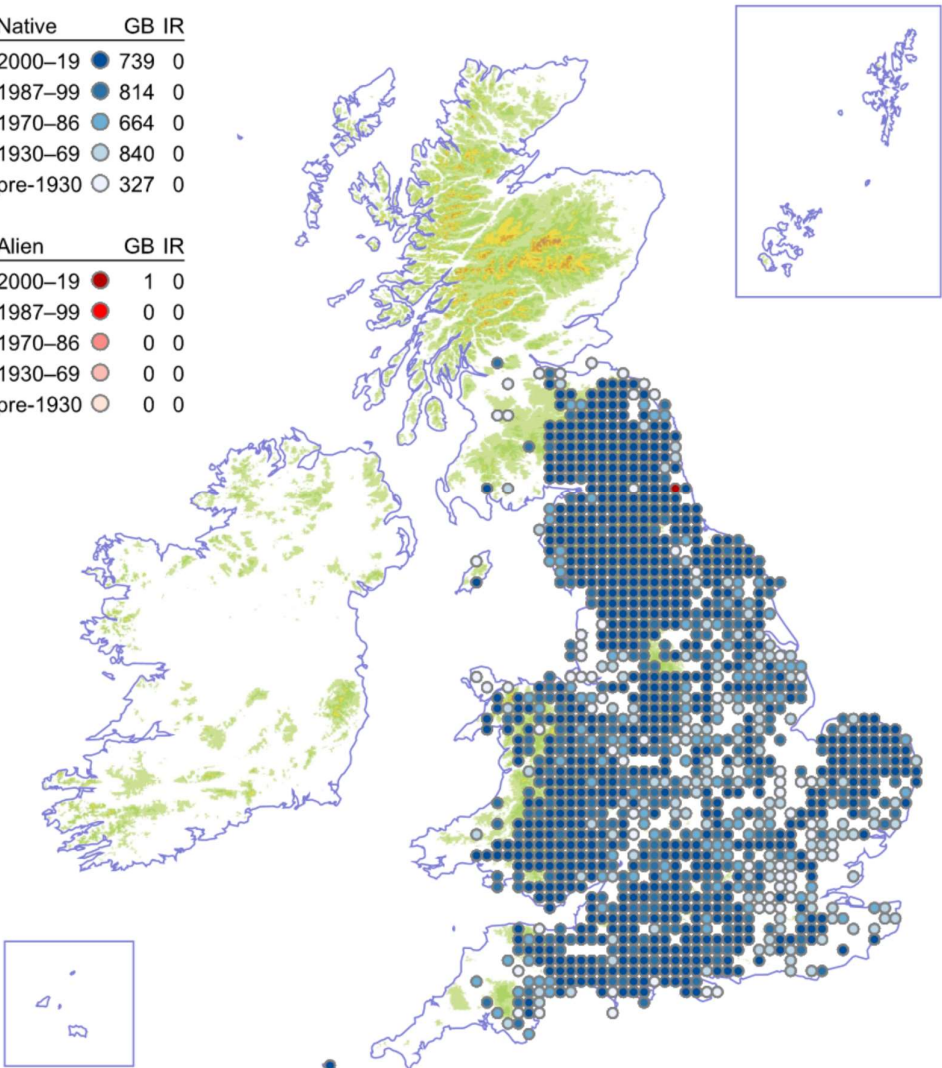 Native GB IR
2000–19 739 0
1987–99 814 0
1970–86 664 0
1930–69 840 0
pre-1930 327 0
Alien GB IR
2000–19 1 0
1987–99 0 0
1970–86 0 0
1930–69 0 0
pre-1930 0 0